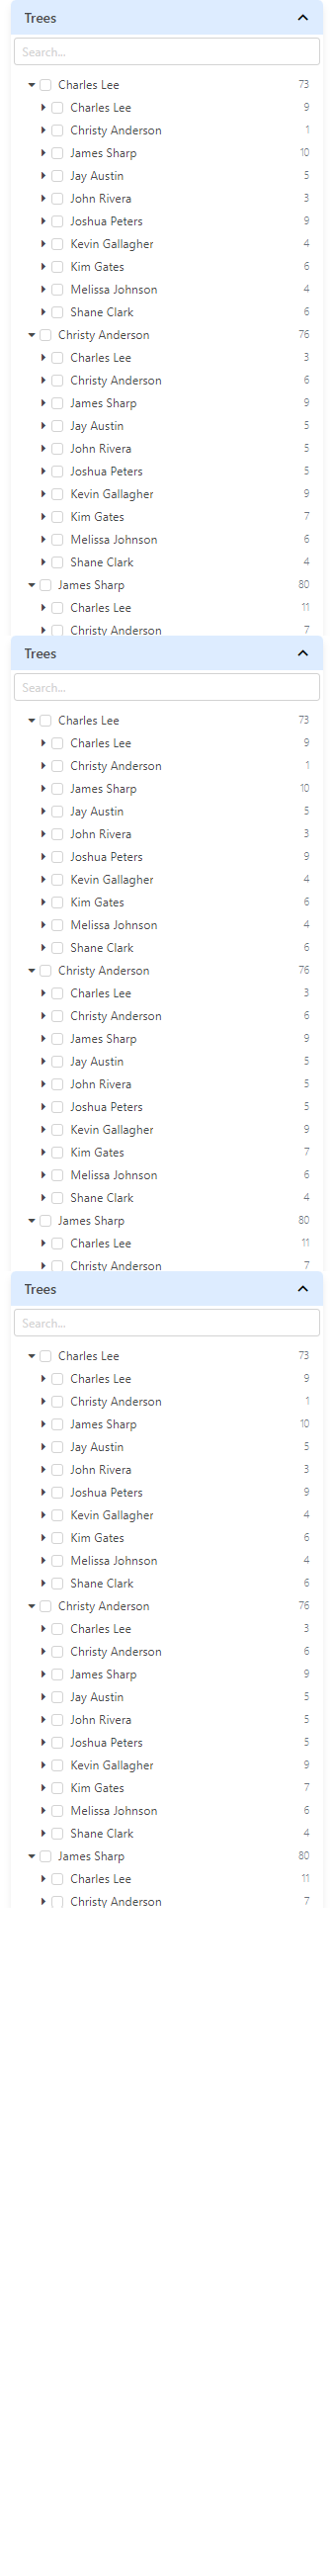 Trees
Search...
Charles Lee 73
Charles Lee 9
Christy Anderson 1
James Sharp 10
Jay Austin 5
John Rivera 3
Joshua Peters 9
Kevin Gallagher 4
Kim Gates 6
Melissa Johnson 4
Shane Clark 6
Christy Anderson 76
Charles Lee 3
Christy Anderson 6
James Sharp 9
Jay Austin 5
John Rivera 5
Joshua Peters 5
Kevin Gallagher 9
Kim Gates 7
Melissa Johnson 6
Shane Clark 4
James Sharp 80
Charles Lee 11
Christy Anderson 7
Trees
Search...
Charles Lee 73
Charles Lee 9
Christy Anderson 1
James Sharp 10
Jay Austin 5
John Rivera 3
Joshua Peters 9
Kevin Gallagher 4
Kim Gates 6
Melissa Johnson 4
Shane Clark 6
Christy Anderson 76
Charles Lee 3
Christy Anderson 6
James Sharp 9
Jay Austin 5
John Rivera 5
Joshua Peters 5
Kevin Gallagher 9
Kim Gates 7
Melissa Johnson 6
Shane Clark 4
James Sharp 80
Charles Lee 11
Christy Anderson 7
Trees
Search...
Charles Lee 73
Charles Lee 9
Christy Anderson 1
James Sharp 10
Jay Austin 5
John Rivera 3
Joshua Peters 9
Kevin Gallagher 4
Kim Gates 6
Melissa Johnson 4
Shane Clark 6
Christy Anderson 76
Charles Lee 3
Christy Anderson 6
James Sharp 9
Jay Austin 5
John Rivera 5
Joshua Peters 5
Kevin Gallagher 9
Kim Gates 7
Melissa Johnson 6
Shane Clark 4
James Sharp 80
Charles Lee 11
Christy Anderson 7